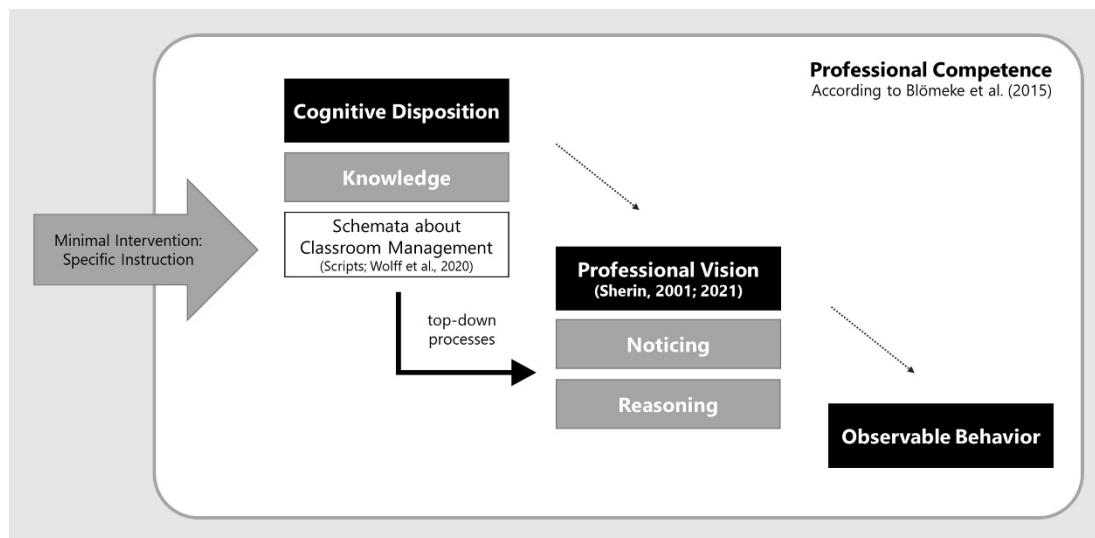 Professional Competence
According to Blömeke et al. (2015)
Cognitive Disposition
Knowledge
Schemata about
Classroom Management
(Scripts; Wolff et al., 2020)
Minimal Intervention:
Specific Instruction
top-down
processes
Professional Vision
(Sherin, 2001; 2021)
Noticing
Reasoning
Observable Behavior